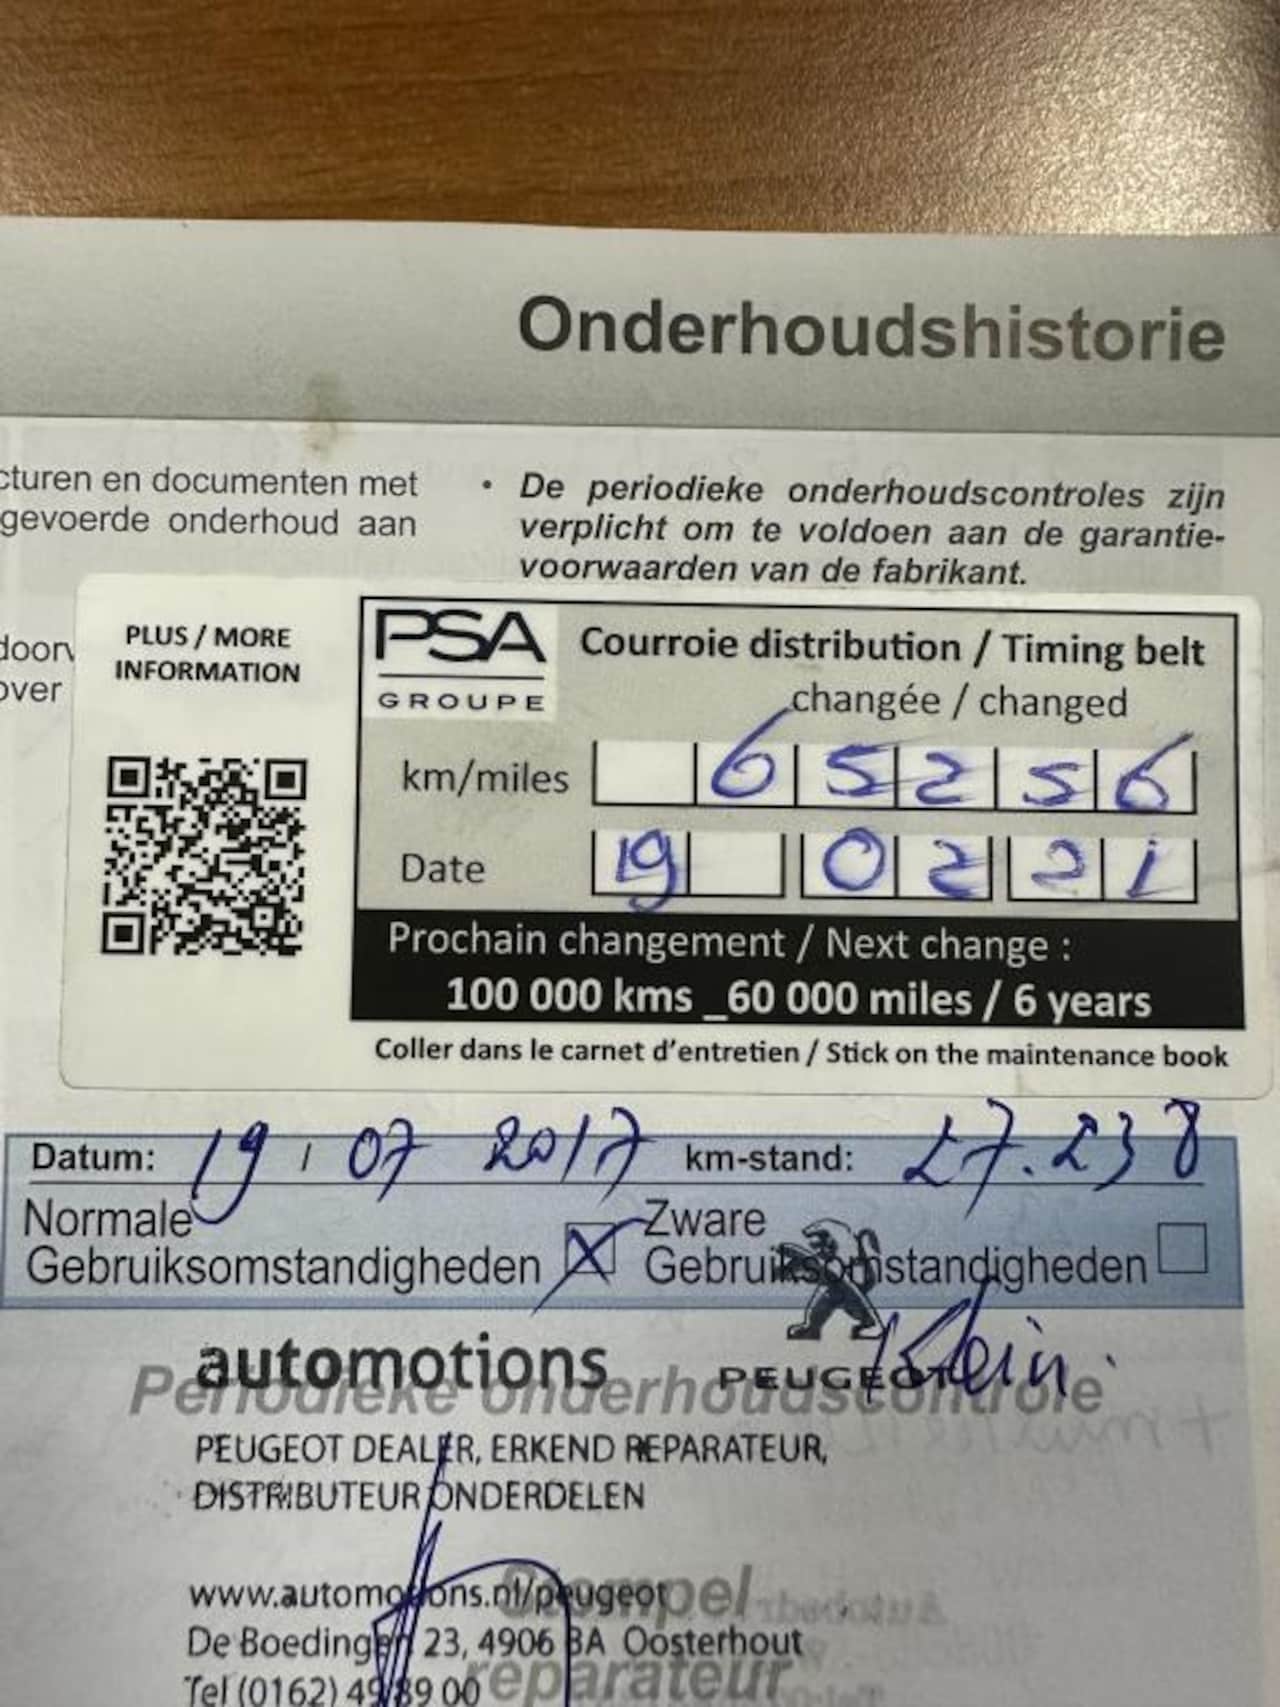 Onderhoudshistorie
cturen en documenten met
gevoerde onderhoud aan
• De periodieke onderhoudscontroles zijn
verplicht om te voldoen aan de garantie-
voorwaarden van de fabrikant.
over
PLUS / MORE
INFORMATION
PSA
GROUPE
Courroie distribution / Timing belt
changée / changed
km/miles 65256
Date 19 02 21
Prochain changement / Next change :
100 000 kms _60 000 miles / 6 years
Coller dans le carnet d'entretien / Stick on the maintenance book
Datum: 19 / 07 2017 km-stand: 27.238
Normale
Gebruiksomstandigheden X
Zware
Gebruiksomstandigheden
automotions
PEUGEOT
Periodieke onderhoudscontrole
PEUGEOT DEALER, ERKEND REPARATEUR,
DISTRIBUTEUR ONDERDELEN
www.automotions.nl/peugeot
Stempel
De Boedingen 23, 4906 BA Oosterhout
reparateur
Tel (0162) 49 89 00